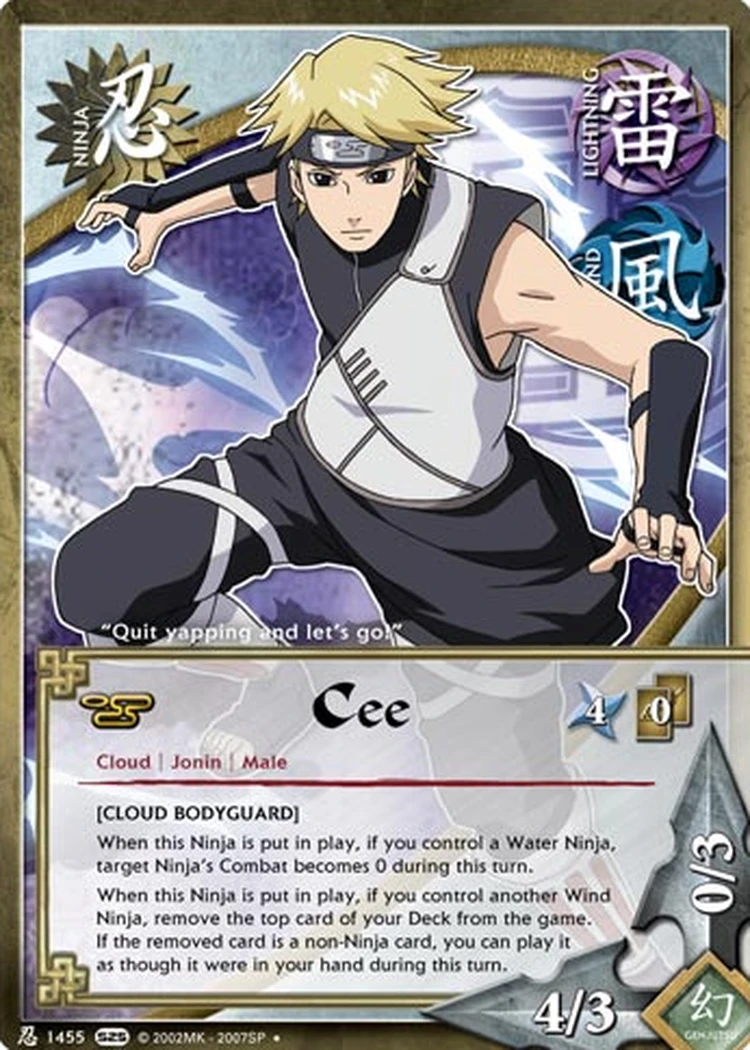 NINJA
忍
LIGHTNING
雷
風
"Quit yapping and let's go!"
Cee
4
x0
Cloud | Jonin | Male
[CLOUD BODYGUARD]
When this Ninja is put in play, if you control a Water Ninja,
target Ninja's Combat becomes 0 during this turn.
When this Ninja is put in play, if you control another Wind
Ninja, remove the top card of your Deck from the game.
If the removed card is a non-Ninja card, you can play it
as though it were in your hand during this turn.
0/3
4/3
幻
GENJUTSU
忍 1455 S25 © 2002MK - 2007SP •